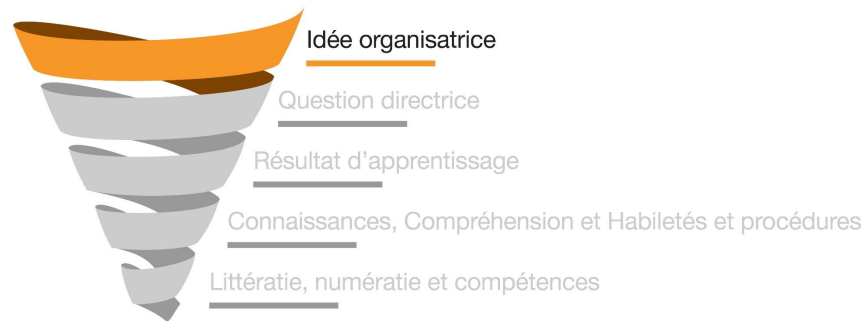 Idée organisatrice
Question directrice
Résultat d'apprentissage
Connaissances, Compréhension et Habiletés et procédures
Littératie, numératie et compétences